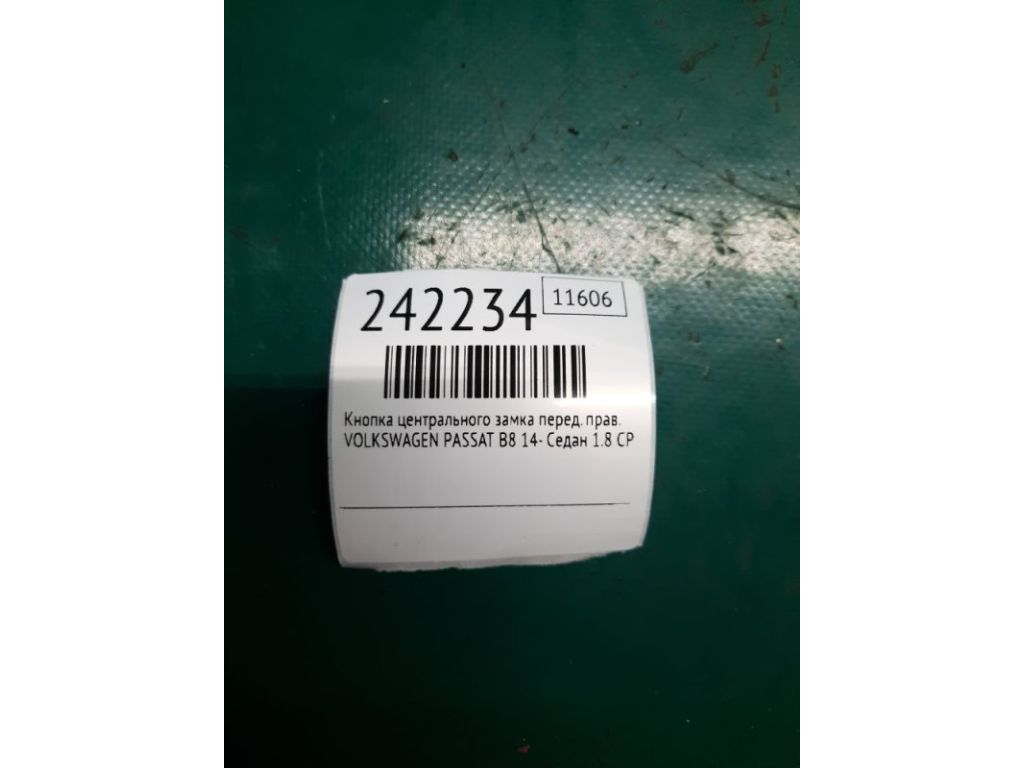 242234 11606
Кнопка центрального замка перед. прав.
VOLKSWAGEN PASSAT B8 14- Седан 1.8 CP